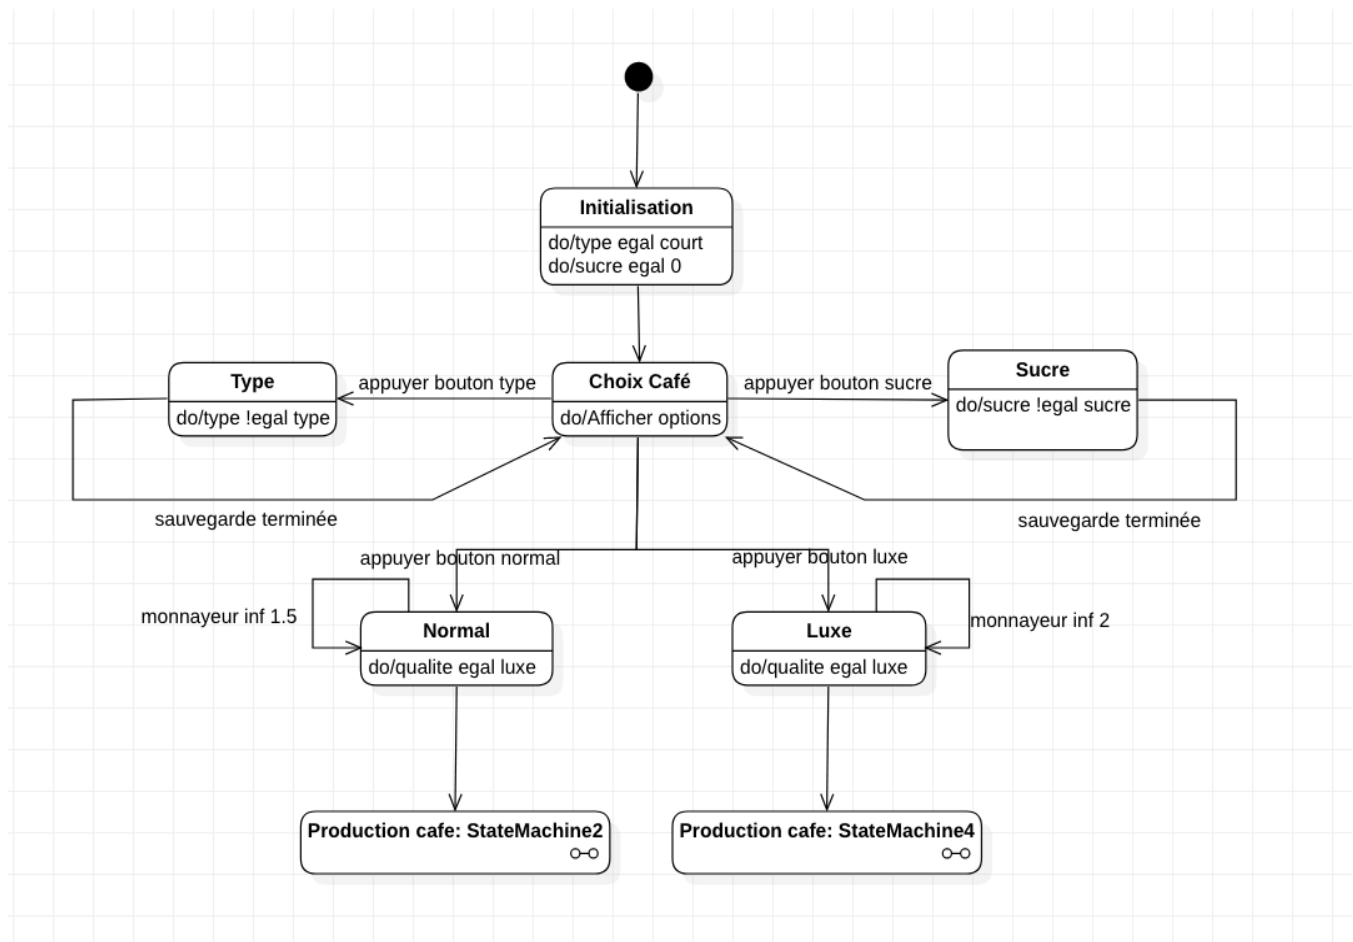 Initialisation
do/type egal court
do/sucre egal 0
Type
do/type !egal type
appuyer bouton type
Choix Café
do/Afficher options
appuyer bouton sucre
Sucre
do/sucre !egal sucre
sauvegarde terminée
sauvegarde terminée
appuyer bouton normal
appuyer bouton luxe
monnayeur inf 1.5
Normal
do/qualite egal luxe
Luxe
do/qualite egal luxe
monnayeur inf 2
Production cafe: StateMachine2
Production cafe: StateMachine4